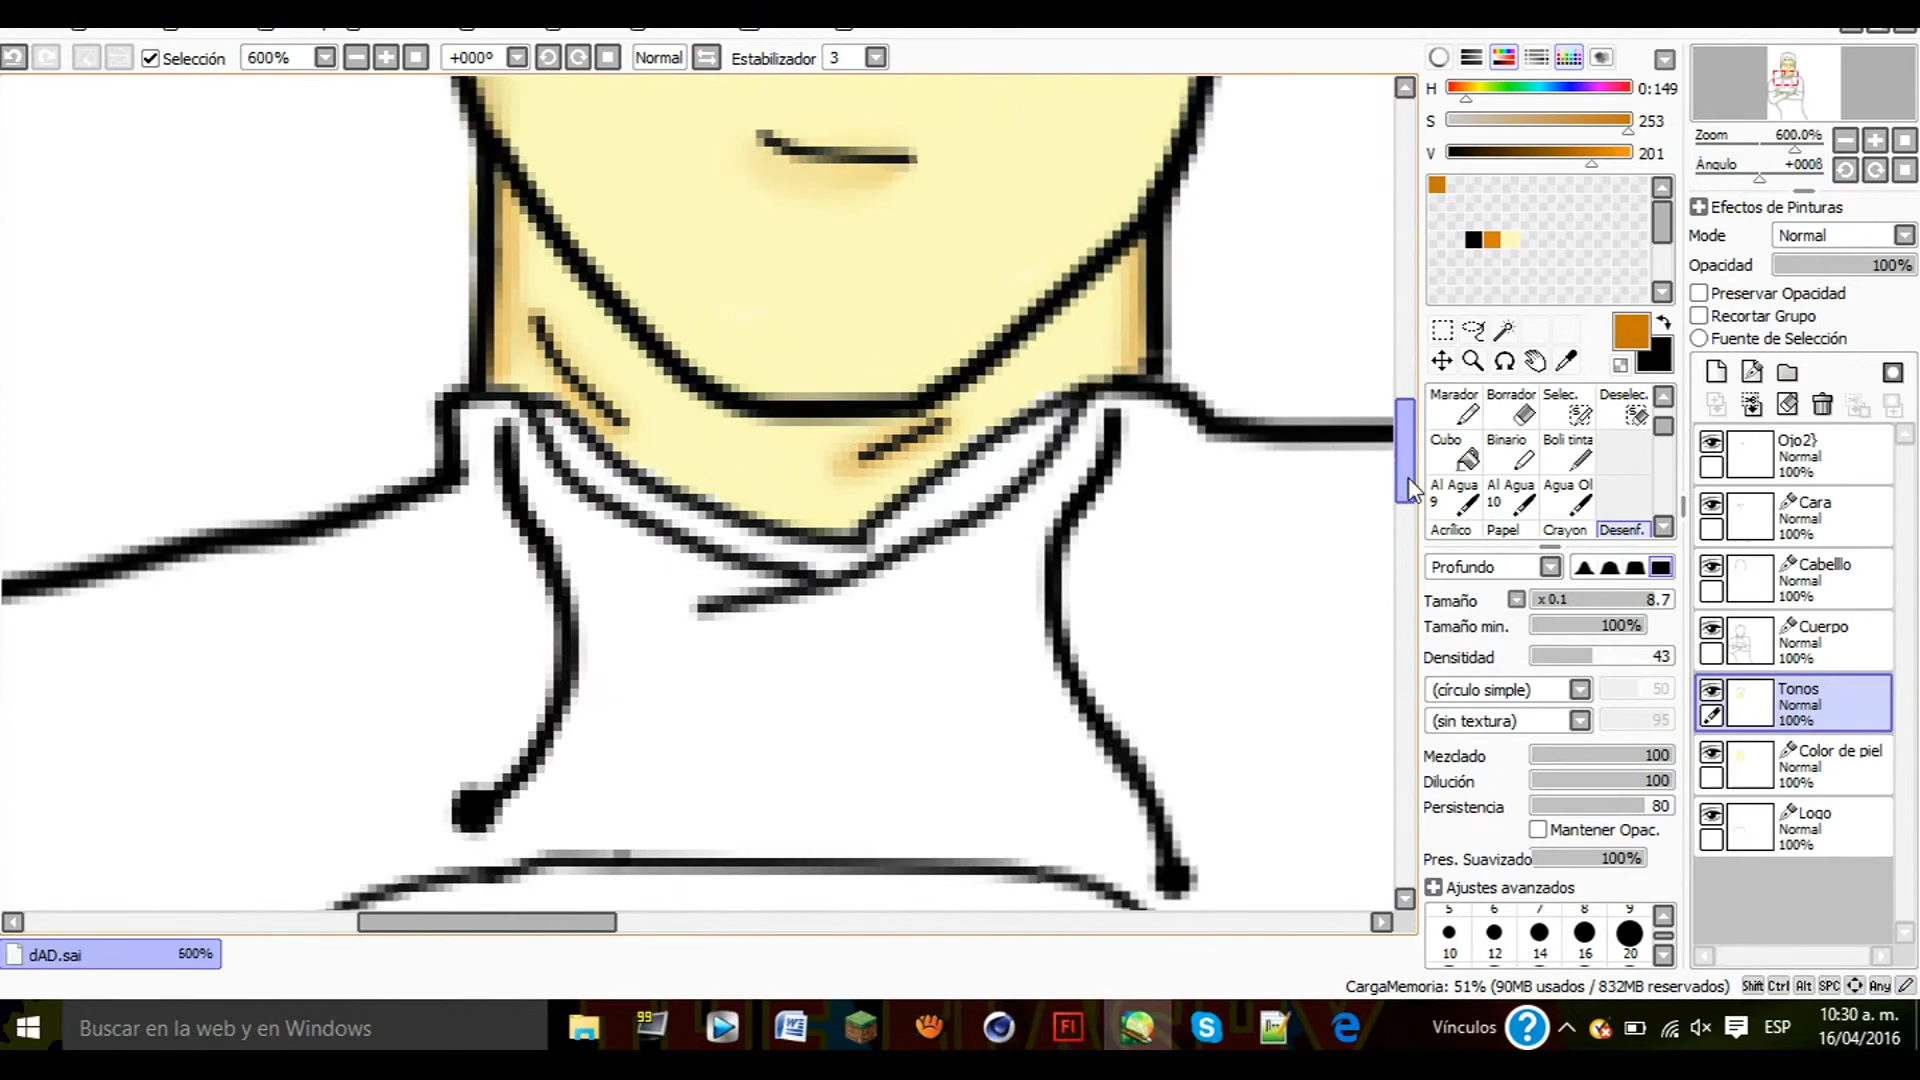 Selección 600% +000º Normal Estabilizador 3
H 0:149
S 253
V 201
Zoom 600.0%
Ángulo +000ß
Efectos de Pinturas
Mode Normal
Opacidad 100%
Preservar Opacidad
Recortar Grupo
Fuente de Selección
Marador Borrador Selec. Deselec.
Cubo Binario Boli tinta
Al Agua 9 Al Agua 10 Agua Ol
Acrílico Papel Crayon Desenf.
Profundo
Tamaño x 0.1 8.7
Tamaño min. 100%
Densitidad 43
(círculo simple) 50
(sin textura) 95
Mezclado 100
Dilución 100
Persistencia 80
Mantener Opac.
Pres. Suavizado 100%
Ajustes avanzados
5 6 7 8 9
10 12 14 16 20
Ojo2}
Normal
100%
Cara
Normal
100%
Cabelllo
Normal
100%
Cuerpo
Normal
100%
Tonos
Normal
100%
Color de piel
Normal
100%
Logo
Normal
100%
dAD.sai 600%
CargaMemoria: 51% (90MB usados / 832MB reservados) Shift Ctrl Alt SPC Any
Buscar en la web y en Windows
99
Fl
Vínculos
ESP
10:30 a. m.
16/04/2016